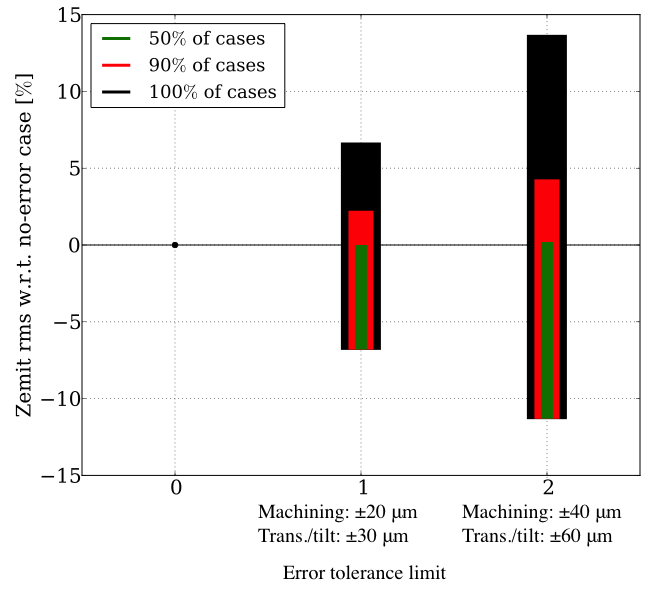 Zemit rms w.r.t. no-error case [%]
15
10
5
0
−5
−10
−15
50% of cases
90% of cases
100% of cases
0 1 2
Machining: ±20 µm Machining: ±40 µm
Trans./tilt: ±30 µm Trans./tilt: ±60 µm
Error tolerance limit